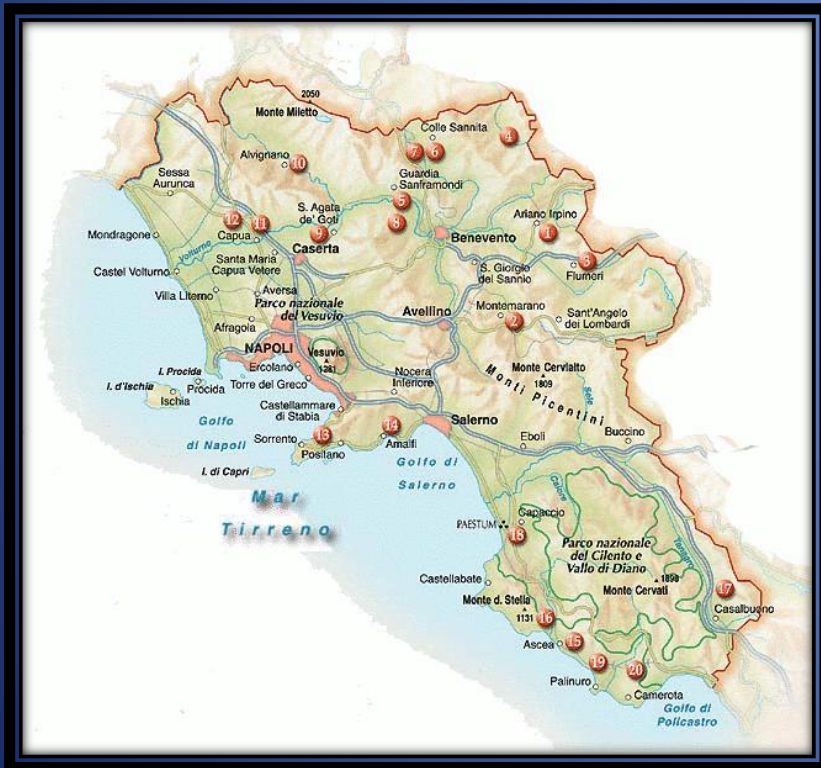 2050
Monte Miletto
Colle Sannita
4
7 6
Alvignano
10
Guardia
Sanframondi
Sessa
Aurunca
5
S. Agata
de' Goti
8
Ariano Irpino
12 11
9
1
Mondragone
Capua
Volturno
Caserta
Benevento
Santa Maria
Capua Vetere
3
Castel Volturno
S. Giorgio
del Sannio
Flumeri
Villa Literno
Aversa
Parco nazionale
del Vesuvio
Avellino
Montemarano
2
Sant'Angelo
dei Lombardi
Afragola
NAPOLI
Vesuvio
1281
Ercolano
Monte Cervialto
1809
I. Procida
Procida
Torre del Greco
Nocera
Inferiore
Monti Picentini
Sele
I. d'Ischia
Ischia
Castellammare
di Stabia
Golfo
di Napoli
Salerno
Sorrento
13
14
Positano
Amalfi
Eboli
Buccino
I. di Capri
Golfo di
Salerno
Mar
Tirreno
Calore
Capaccio
PAESTUM
18
Parco nazionale
del Cilento e
Vallo di Diano
Tanagro
Castellabate
1898
Monte Cervati
17
Monte d. Stella
1131
16
Casalbuono
Ascea
15
19
20
Palinuro
Camerota
Golfo di
Policastro